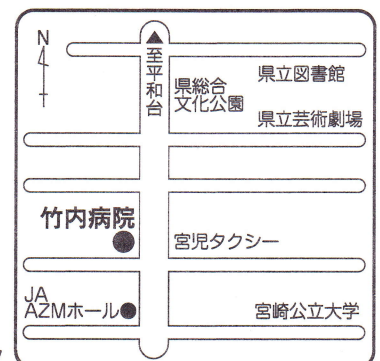 N
▲至平和台
県総合
文化公園
県立図書館
県立芸術劇場
竹内病院
宮児タクシー
JA
AZMホール
宮崎公立大学